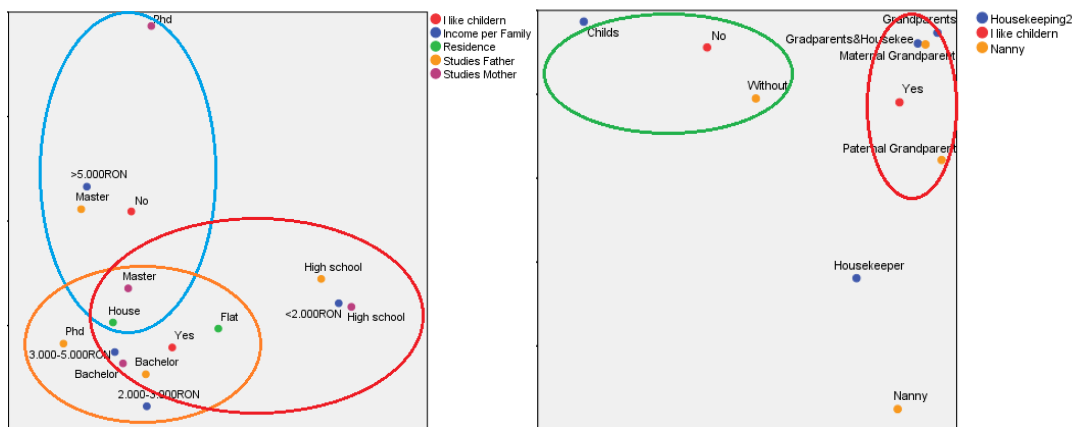 Phd
I like childern
Income per Family
Residence
Studies Father
Studies Mother
>5.000RON
Master
No
High school
Master
<2.000RON
High school
House
Flat
Phd
Yes
3.000-5.000RON
Bachelor
Bachelor
2.000-3.000RON
Childs
No
Grandparents
Gradparents&Housekee
Maternal Grandparent
Without
Yes
Paternal Grandparent
Housekeeper
Nanny
Housekeeping2
I like childern
Nanny